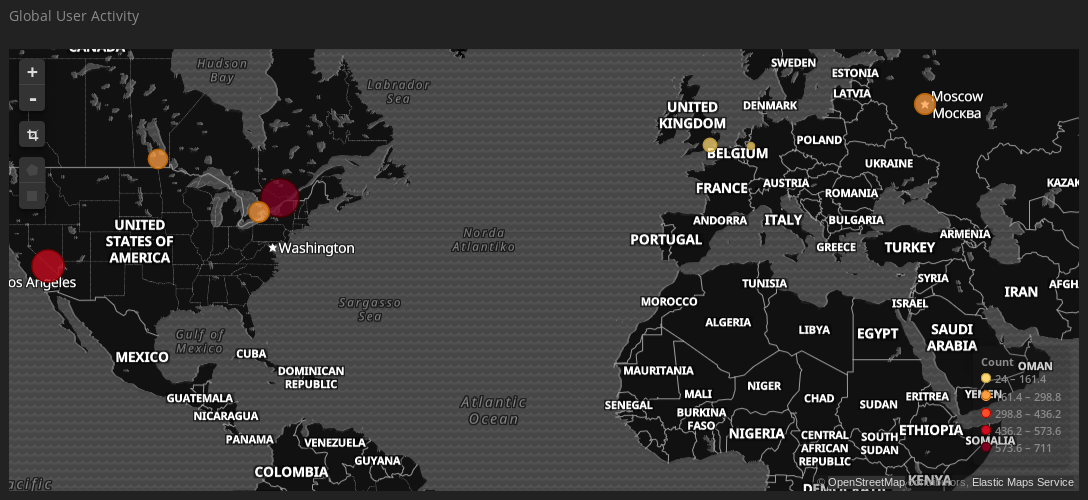 Global User Activity
CANADA
Hudson
Bay
Labrador
Sea
SWEDEN
ESTONIA
LATVIA
UNITED
KINGDOM
DENMARK
Moscow
Москва
+
-
POLAND
BELGIUM
UKRAINE
FRANCE
AUSTRIA
ROMANIA
KAZAK
UNITED
STATES OF
AMERICA
ANDORRA
ITALY
BULGARIA
PORTUGAL
GREECE
TURKEY
ARMENIA
Norda
Atlantiko
Washington
os Angeles
TUNISIA
SYRIA
IRAN
AFGH
MOROCCO
ISRAEL
Sargasso
Sea
ALGERIA
LIBYA
EGYPT
SAUDI
ARABIA
Gulf of
Mexico
MEXICO
CUBA
DOMINICAN
REPUBLIC
MAURITANIA
NIGER
CHAD
OMAN
GUATEMALA
NICARAGUA
PANAMA
VENEZUELA
GUYANA
COLOMBIA
Atlantic
Ocean
SENEGAL
MALI
BURKINA
FASO
NIGERIA
SUDAN
ERITREA
YEMEN
CENTRAL
AFRICAN
REPUBLIC
SOUTH
SUDAN
ETHIOPIA
SOMALIA
KENYA
Count
24 – 161.4
161.4 – 298.8
298.8 – 436.2
436.2 – 573.6
573.6 – 711
acific
© OpenStreetMap contributors, Elastic Maps Service